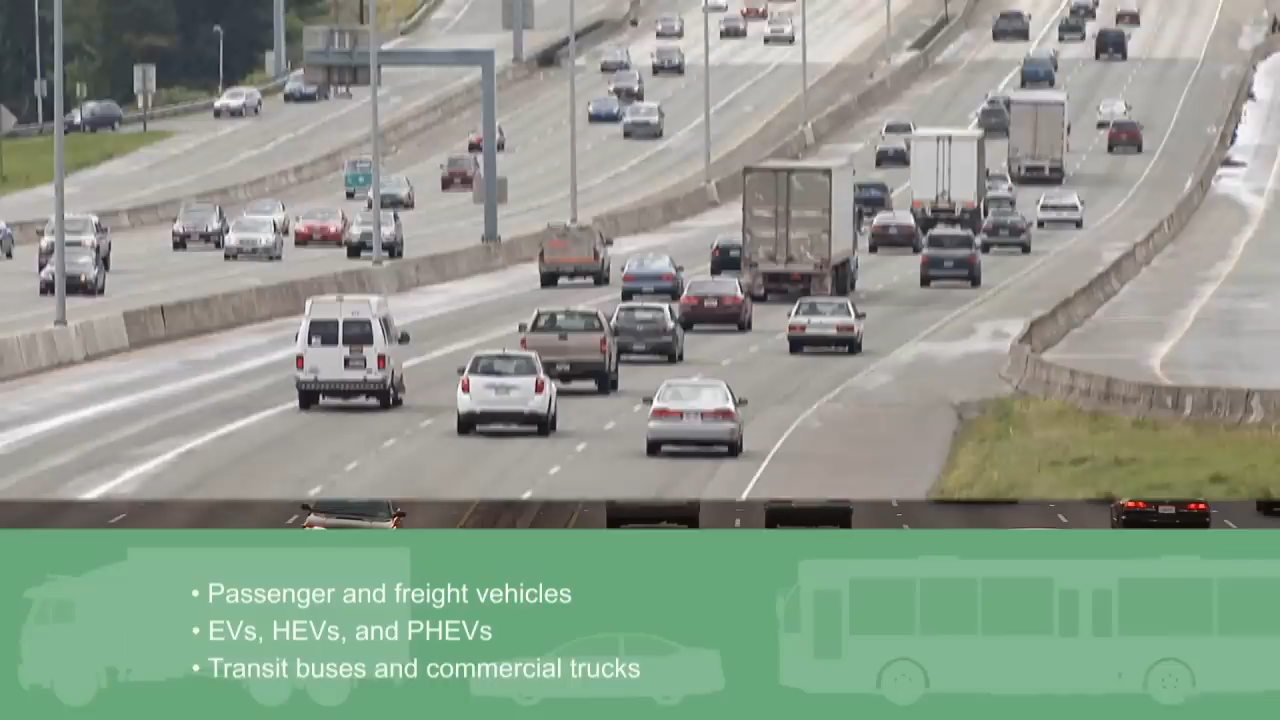 • Passenger and freight vehicles
• EVs, HEVs, and PHEVs
• Transit buses and commercial trucks